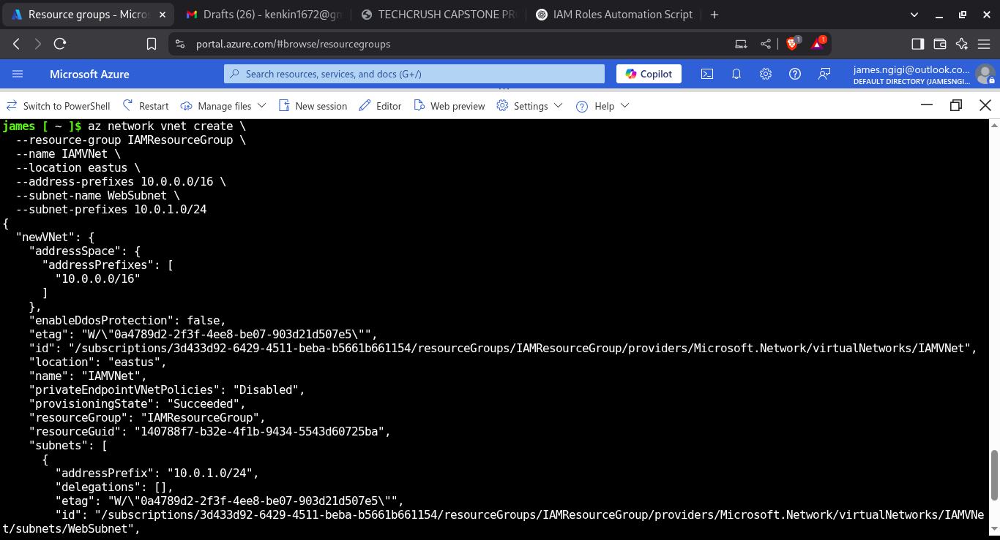 Resource groups - Micros
Drafts (26) - kenkin1672@gm
TECHCRUSH CAPSTONE PR
IAM Roles Automation Script
portal.azure.com/#browse/resourcegroups
1
1
Microsoft Azure
Search resources, services, and docs (G+/)
Copilot
james.ngigi@outlook.co...
DEFAULT DIRECTORY (JAMESNGI...
Switch to PowerShell
Restart
Manage files
New session
Editor
Web preview
Settings
Help
james [ ~ ]$ az network vnet create \
--resource-group IAMResourceGroup \
--name IAMVNet \
--location eastus \
--address-prefixes 10.0.0.0/16 \
--subnet-name WebSubnet \
--subnet-prefixes 10.0.1.0/24
{
"newVNet": {
"addressSpace": {
"addressPrefixes": [
"10.0.0.0/16"
]
},
"enableDdosProtection": false,
"etag": "W/\"0a4789d2-2f3f-4ee8-be07-903d21d507e5\"",
"id": "/subscriptions/3d433d92-6429-4511-beba-b5661b661154/resourceGroups/IAMResourceGroup/providers/Microsoft.Network/virtualNetworks/IAMVNet",
"location": "eastus",
"name": "IAMVNet",
"privateEndpointVNetPolicies": "Disabled",
"provisioningState": "Succeeded",
"resourceGroup": "IAMResourceGroup",
"resourceGuid": "140788f7-b32e-4f1b-9434-5543d60725ba",
"subnets": [
{
"addressPrefix": "10.0.1.0/24",
"delegations": [],
"etag": "W/\"0a4789d2-2f3f-4ee8-be07-903d21d507e5\"",
"id": "/subscriptions/3d433d92-6429-4511-beba-b5661b661154/resourceGroups/IAMResourceGroup/providers/Microsoft.Network/virtualNetworks/IAMVNe
t/subnets/WebSubnet",